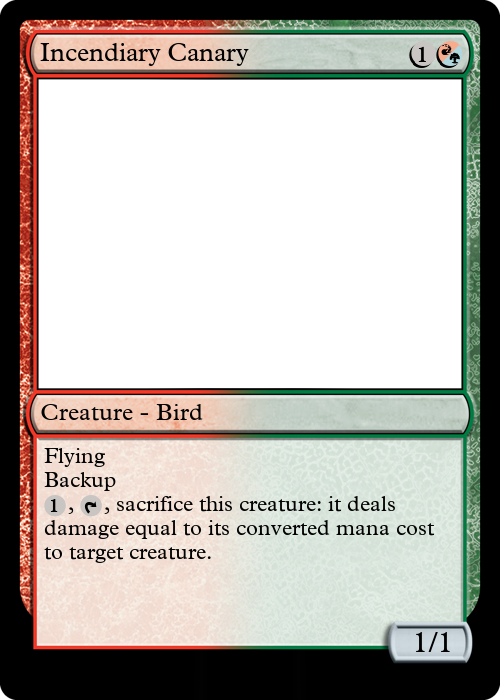 Incendiary Canary 1
Creature - Bird
Flying
Backup
1, , sacrifice this creature: it deals
damage equal to its converted mana cost
to target creature.
1/1